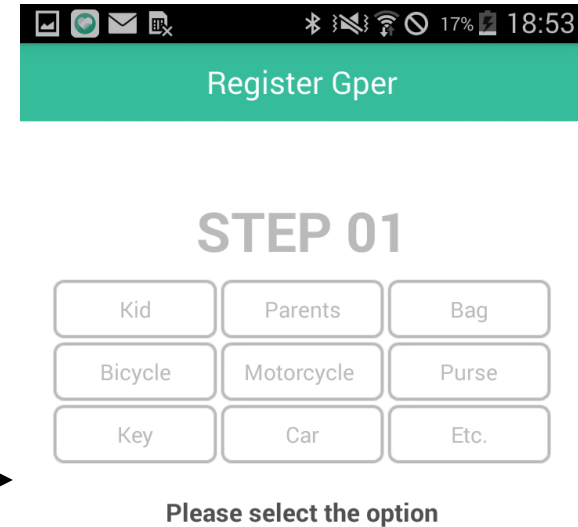 17% 18:53
Register Gper
STEP 01
Kid Parents Bag
Bicycle Motorcycle Purse
Key Car Etc.
Please select the option